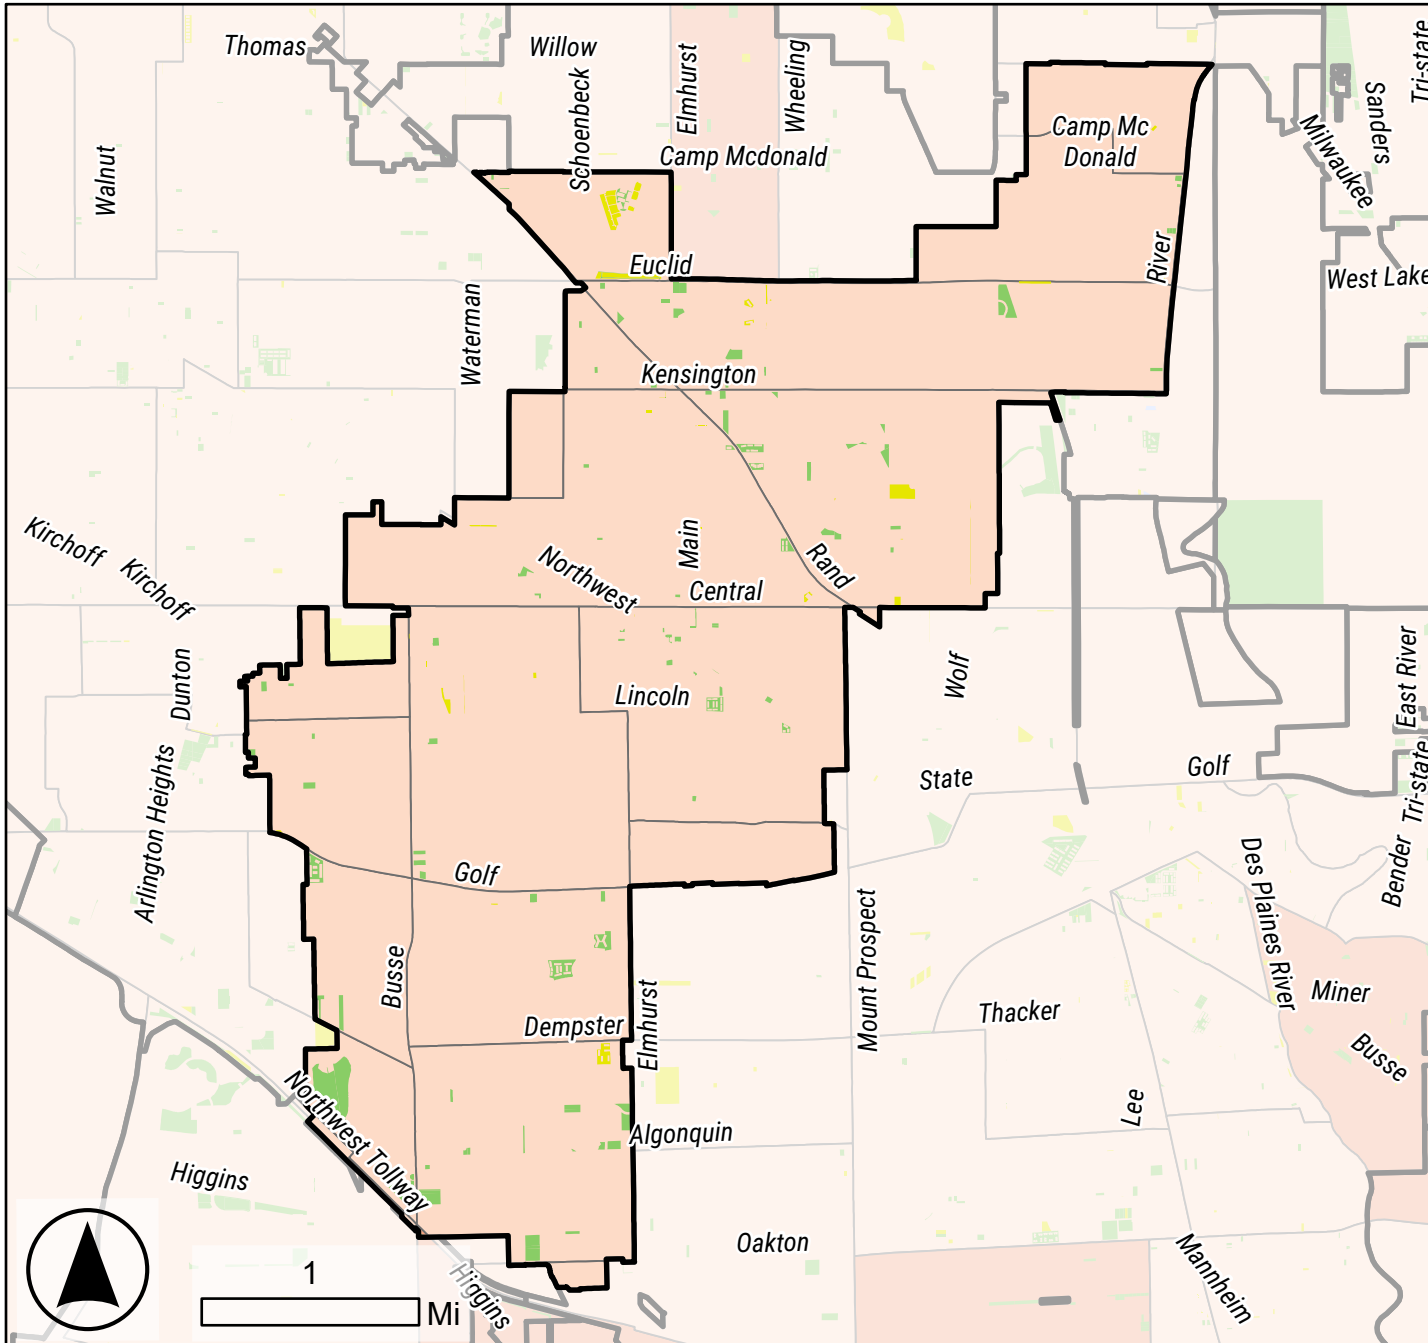 Thomas
Willow
Schoenbeck
Elmhurst
Wheeling
Tri-state
Sanders
Milwaukee
Camp Mc
Donald
Camp Mcdonald
Walnut
River
Euclid
West Lake
Waterman
Kensington
Kirchoff
Kirchoff
Northwest
Main
Central
Rand
Dunton
Lincoln
Wolf
East River
State
Golf
Tri-state
Arlington Heights
Golf
Des Plaines River
Bender
Busse
Mount Prospect
Dempster
Elmhurst
Thacker
Miner
Busse
Northwest Tollway
Algonquin
Lee
Higgins
Oakton
Mannheim
Higgins
1
Mi